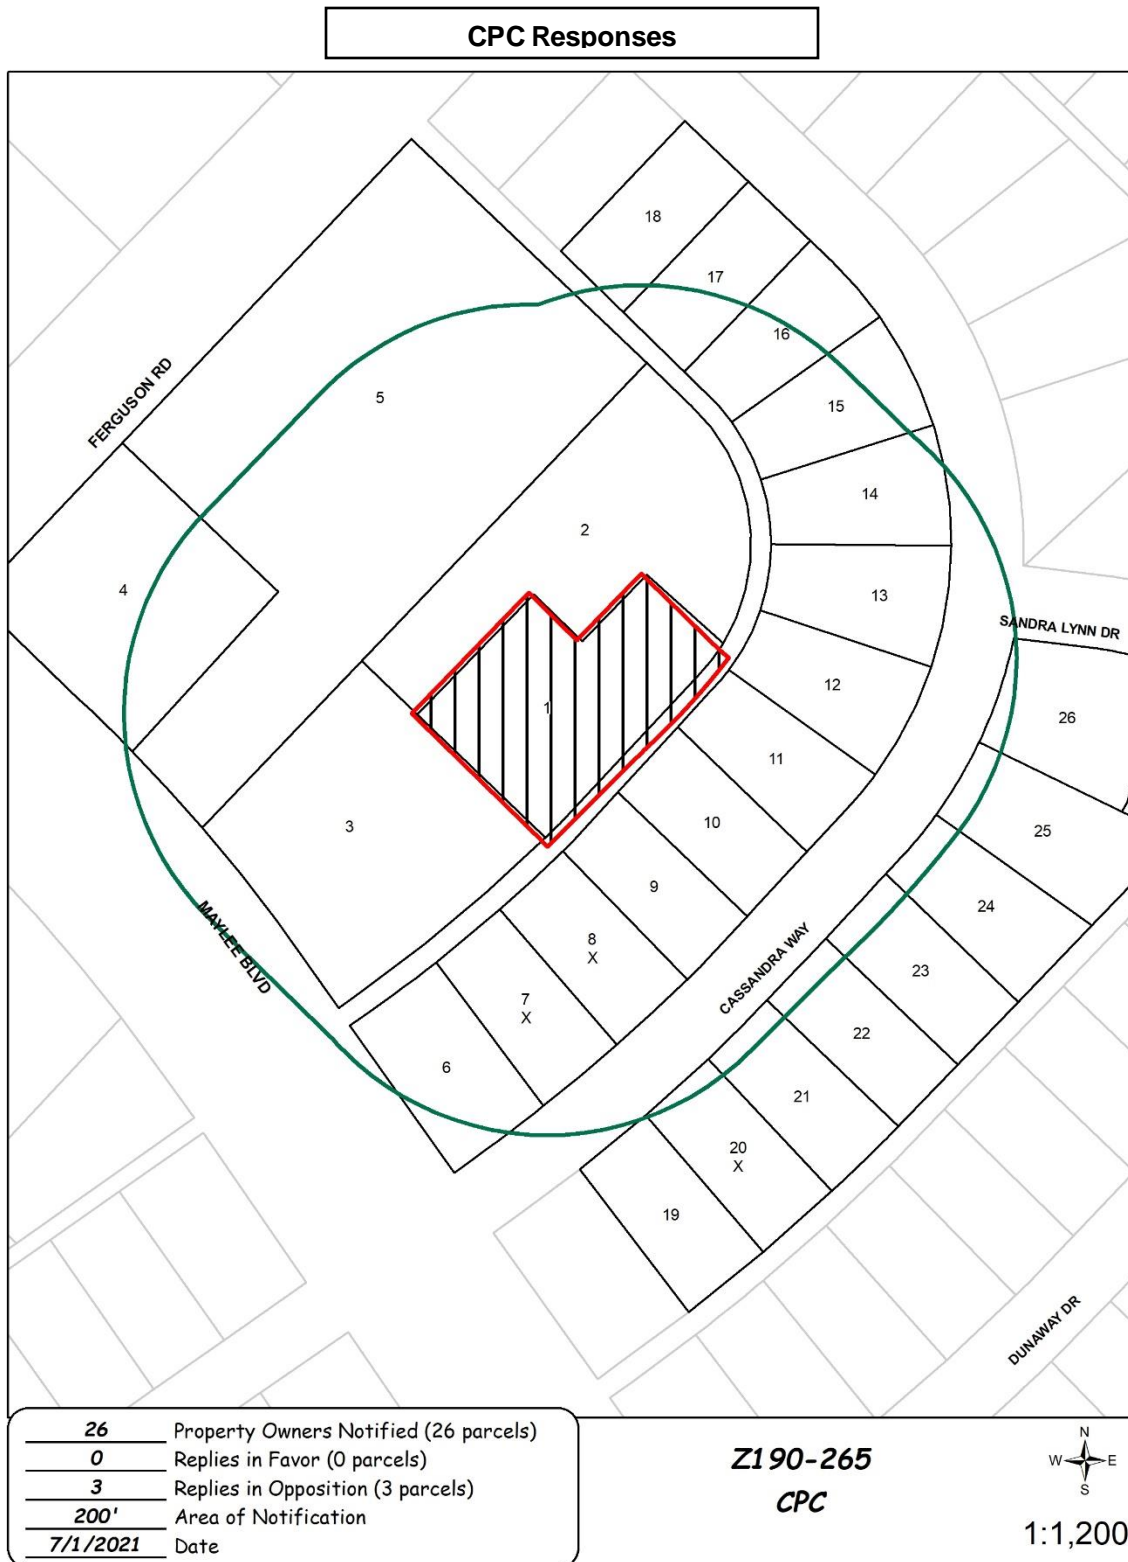 CPC Responses
18
17
16
FERGUSON RD
5
15
14
2
4
13
SANDRA LYNN DR
12
1
26
11
3
10
25
9
24
MAYLEE BLVD
8
X
CASSANDRA WAY
23
7
X
22
6
21
20
X
19
DUNAWAY DR
26 Property Owners Notified (26 parcels)
0 Replies in Favor (0 parcels)
3 Replies in Opposition (3 parcels)
200' Area of Notification
7/1/2021 Date
Z190-265
CPC
N
W E
S
1:1,200